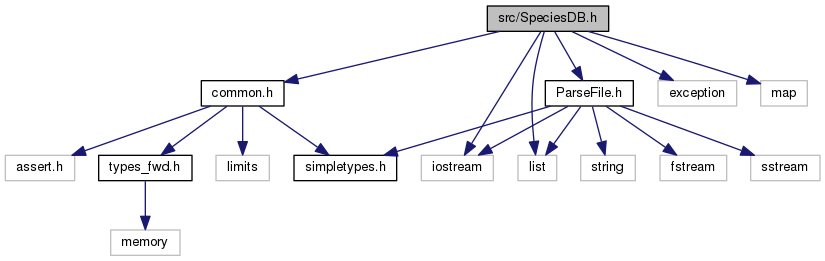 src/SpeciesDB.h
common.h
ParseFile.h
exception
map
assert.h
types_fwd.h
limits
simpletypes.h
iostream
list
string
fstream
sstream
memory